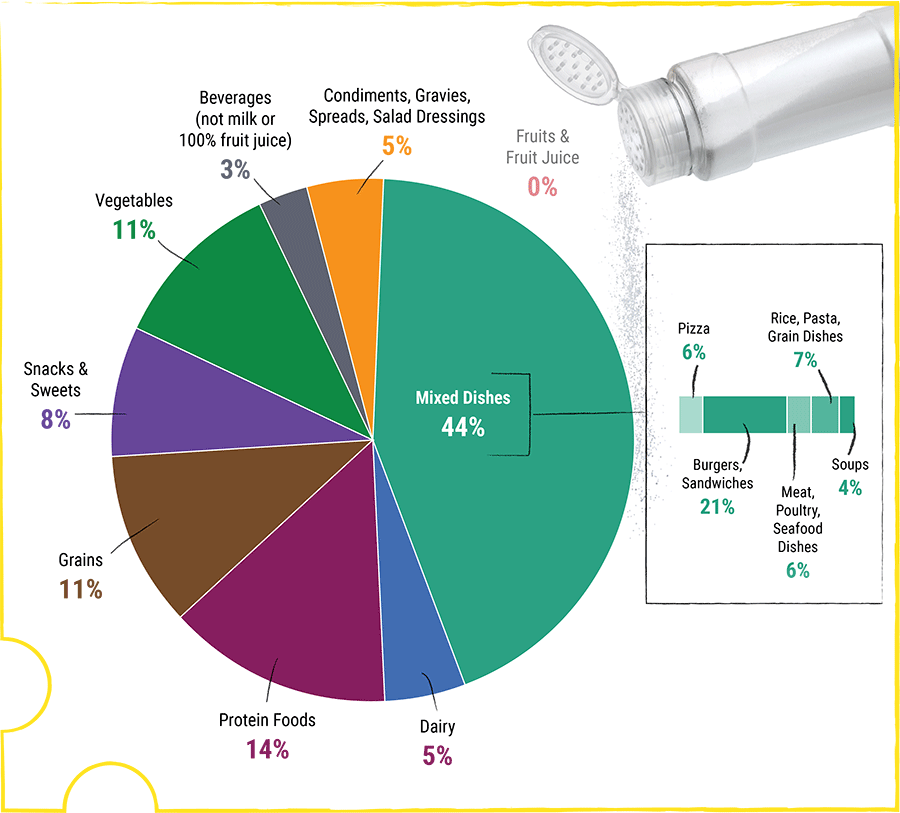 Beverages
(not milk or
100% fruit juice)
3%
Condiments, Gravies,
Spreads, Salad Dressings
5%
Fruits &
Fruit Juice
0%
Vegetables
11%
Snacks &
Sweets
8%
Mixed Dishes
44%
Grains
11%
Protein Foods
14%
Dairy
5%
Pizza
6%
Rice, Pasta,
Grain Dishes
7%
Burgers,
Sandwiches
21%
Meat,
Poultry,
Seafood
Dishes
6%
Soups
4%